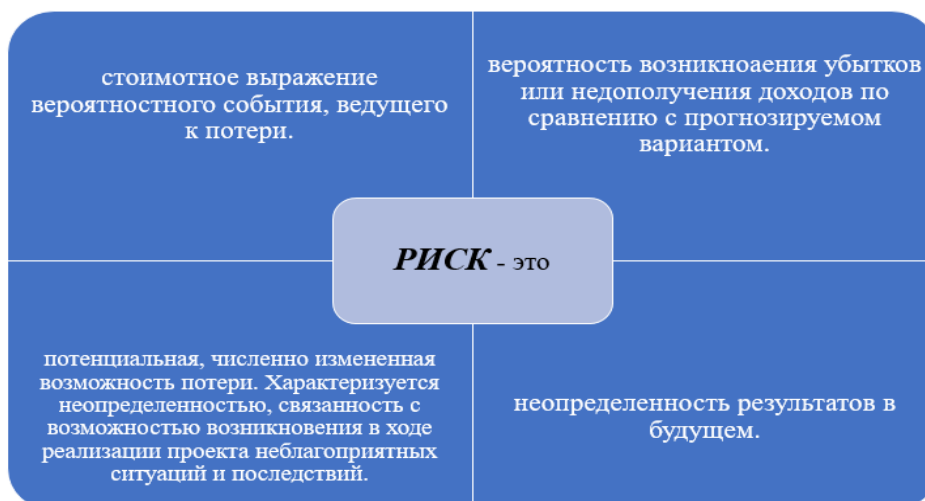 стоимотное выражение
вероятностного события, ведущего
к потери.
вероятность возникноаения убытков
или недополучения доходов по
сравнению с прогнозируемом
вариантом.
РИСК - это
потенциальная, численно измененная
возможность потери. Характеризуется
неопределенностью, связанность с
возможностью возникновения в ходе
реализации проекта неблагоприятных
ситуаций и последствий.
неопределенность результатов в
будущем.